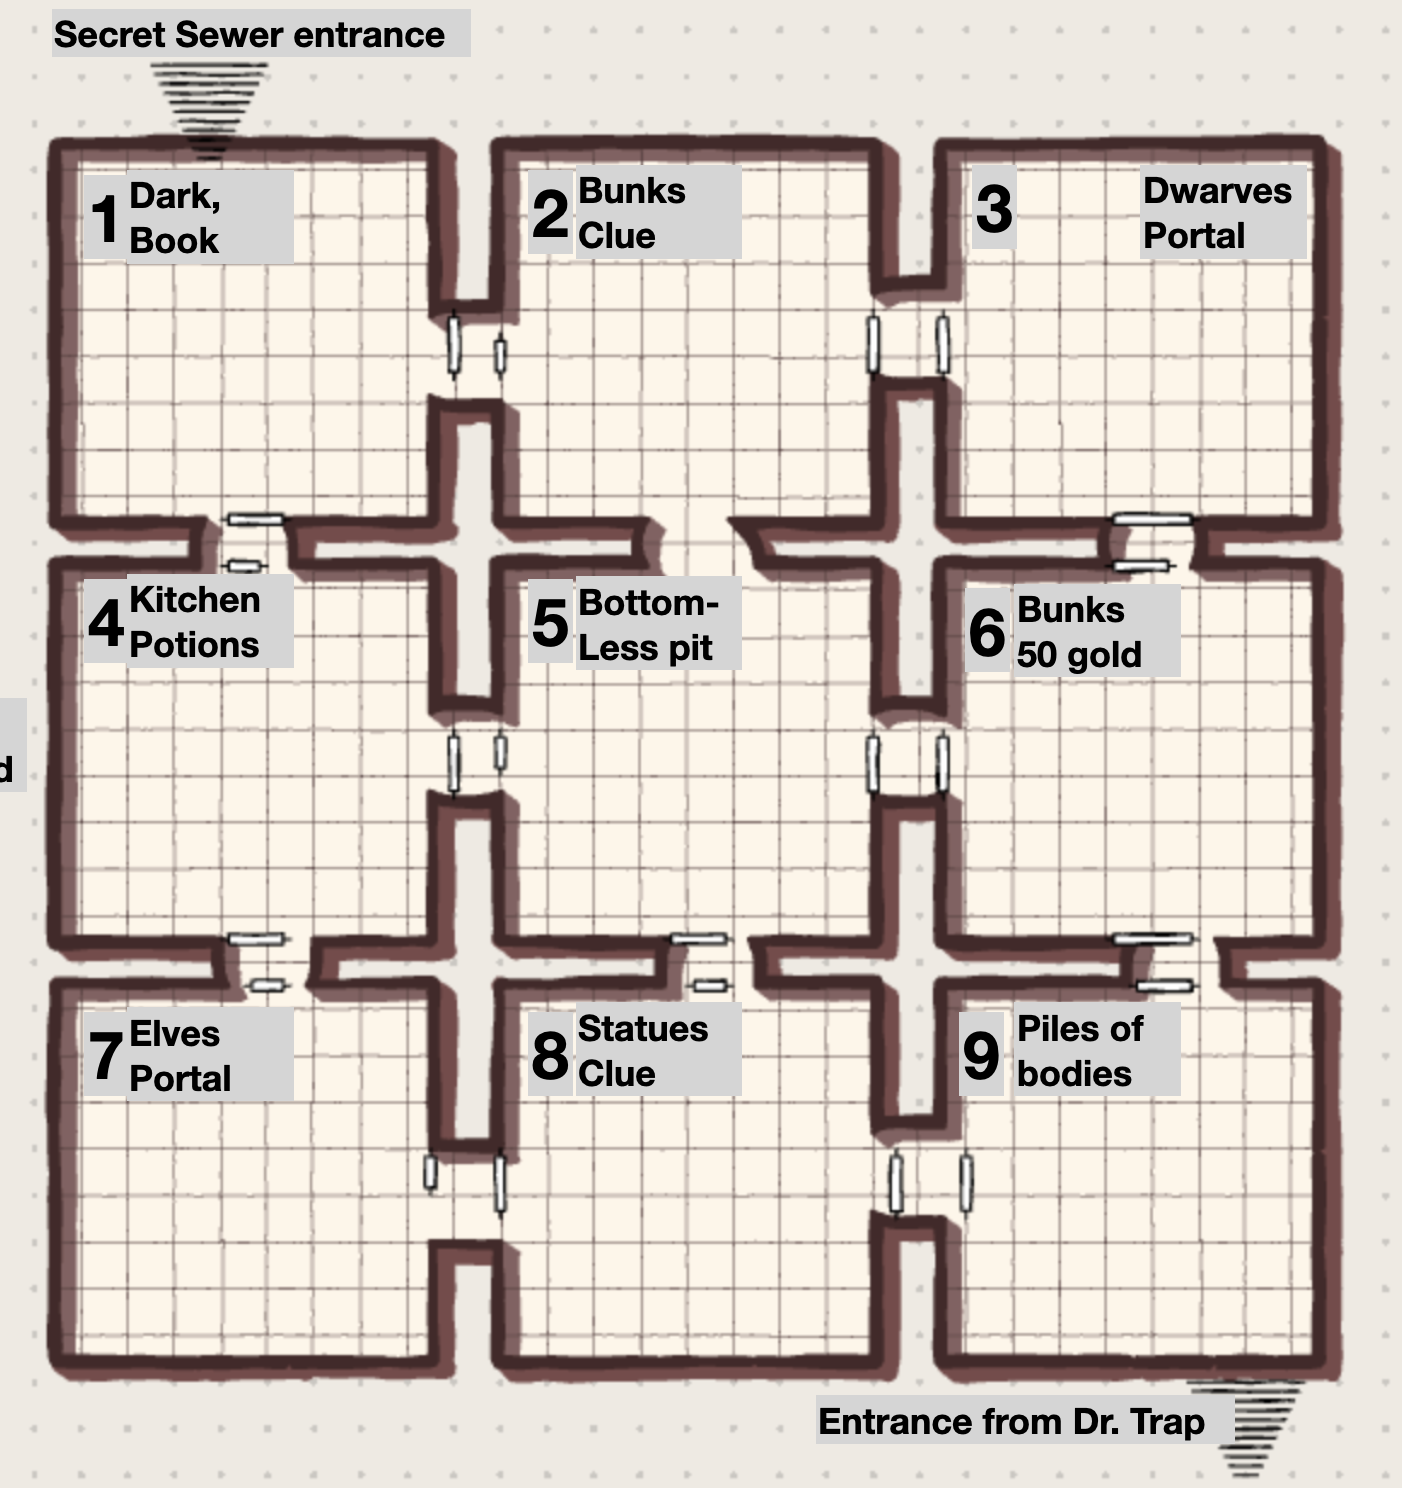 Secret Sewer entrance
1 Dark,
Book
2 Bunks
Clue
3 Dwarves
Portal
4 Kitchen
Potions
5 Bottom-
Less pit
6 Bunks
50 gold
d
7 Elves
Portal
8 Statues
Clue
9 Piles of
bodies
Entrance from Dr. Trap